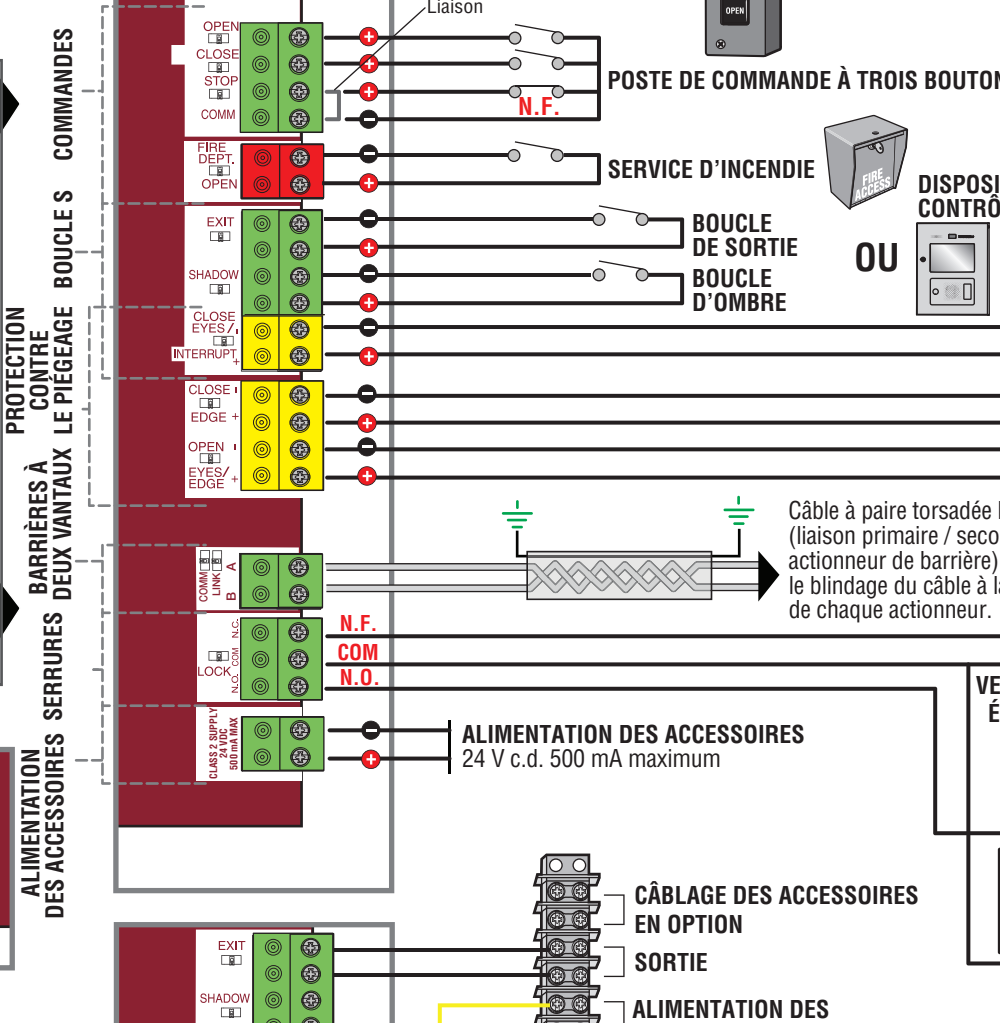 Liaison
OPEN
OPEN
CLOSE
STOP
COMM
N.F.
POSTE DE COMMANDE À TROIS BOUTON
COMMANDES
FIRE
DEPT.
OPEN
SERVICE D'INCENDIE
FIRE
ACCESS
DISPOSI
CONTRÔ
OU
BOUCLE S
EXIT
SHADOW
BOUCLE
DE SORTIE
BOUCLE
D'OMBRE
PROTECTION
CONTRE
LE PIÉGEAGE
CLOSE
EYES/
INTERRUPT
CLOSE
EDGE +
OPEN
EYES/
EDGE +
BARRIÈRES À
DEUX VANTAUX
COMM
LINK
A
B
Câble à paire torsadée
(liaison primaire / seco
actionneur de barrière)
le blindage du câble à l
de chaque actionneur.
SERRURES
LOCK
N.C.
COM
N.O.
N.F.
COM
N.O.
VE
É
ALIMENTATION
DES ACCESSOIRES
CLASS 2 SUPPLY
24 VDC
500 mA MAX
ALIMENTATION DES ACCESSOIRES
24 V c.d. 500 mA maximum
CÂBLAGE DES ACCESSOIRES
EN OPTION
EXIT
SORTIE
SHADOW
ALIMENTATION DES